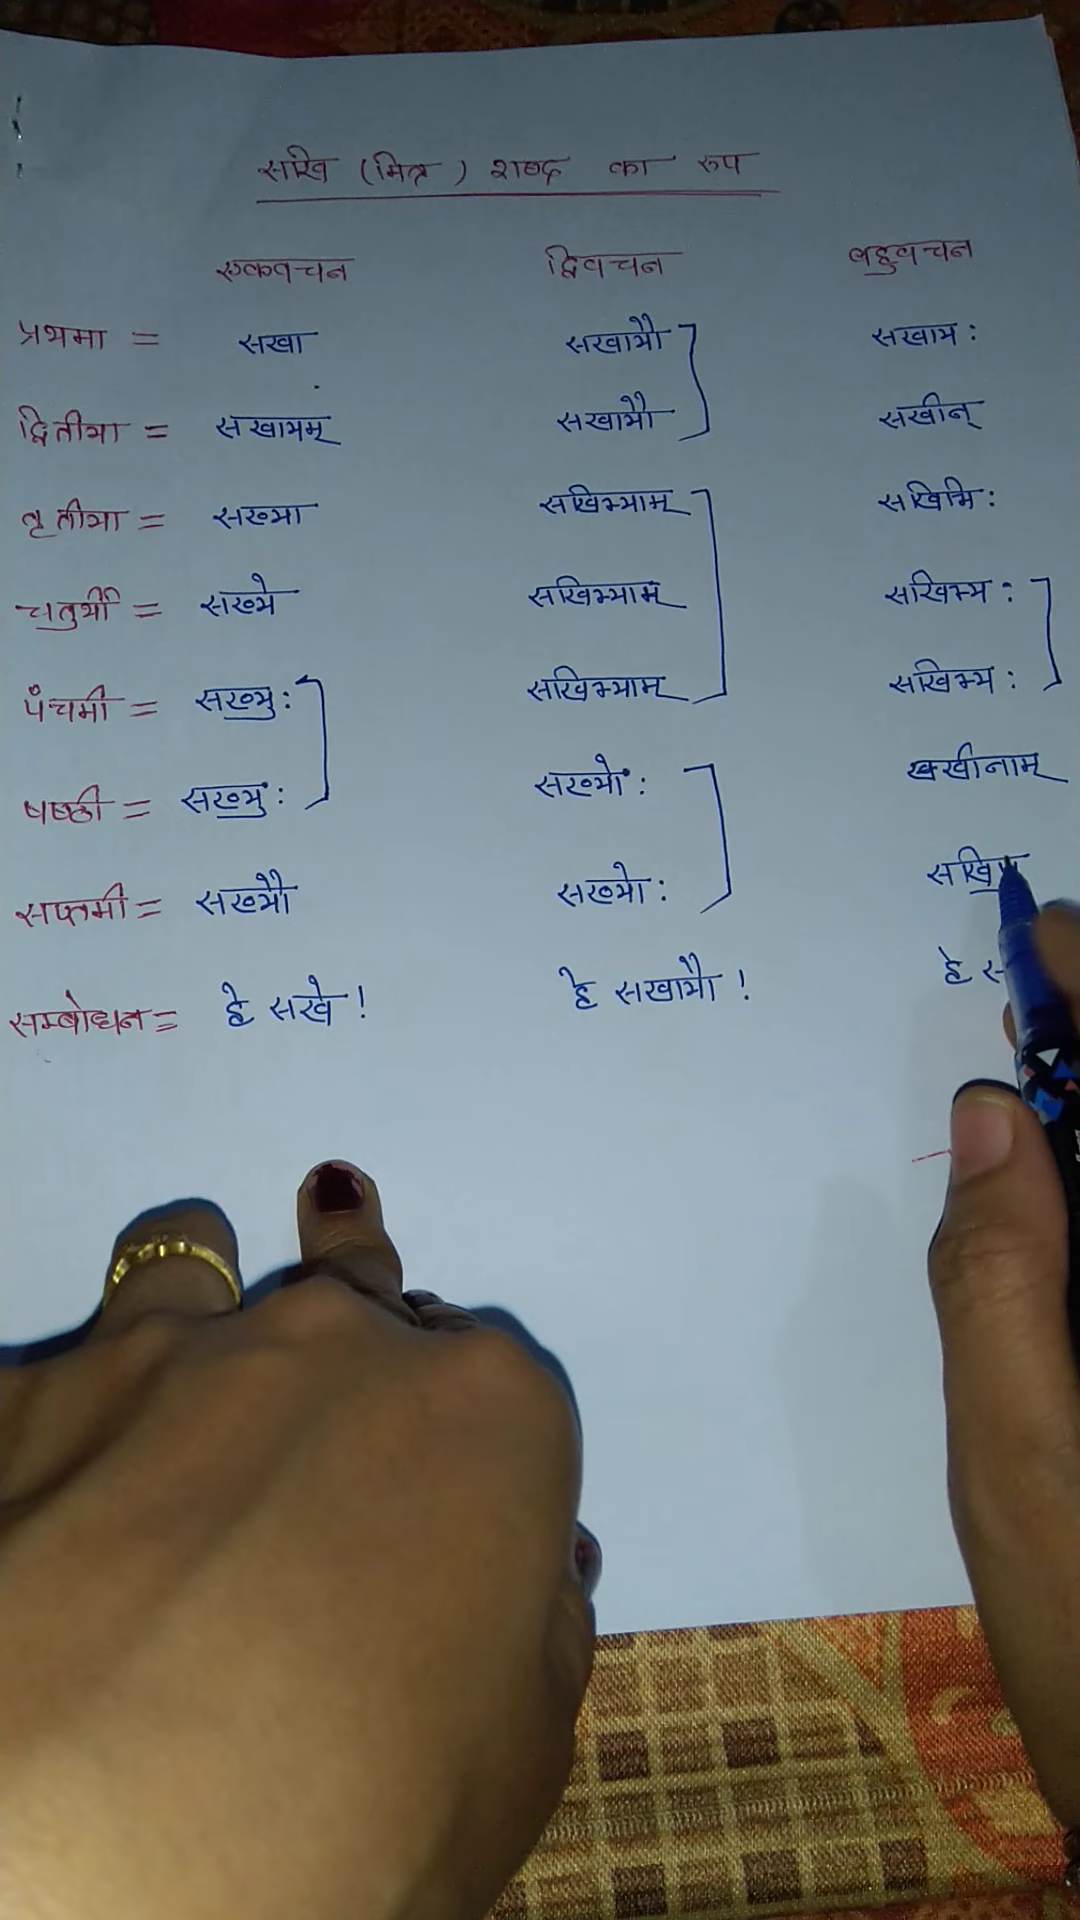 सखि (मित्र) शब्द का रूप
एकवचन द्विवचन बहुवचन
प्रथमा = सखा सखायौ सखाय:
द्वितीया = सखायम् सखायौ सखीन्
तृतीया = सख्या सखिभ्याम् सखिभि:
चतुर्थी = सख्ये सखिभ्याम् सखिभ्य:
पंचमी = सख्यु: सखिभ्याम् सखिभ्य:
षष्ठी = सख्यु: सख्यो: सखीनाम्
सप्तमी = सख्यौ सख्यो:
सम्बोधन = हे सखे! हे सखायौ! हे